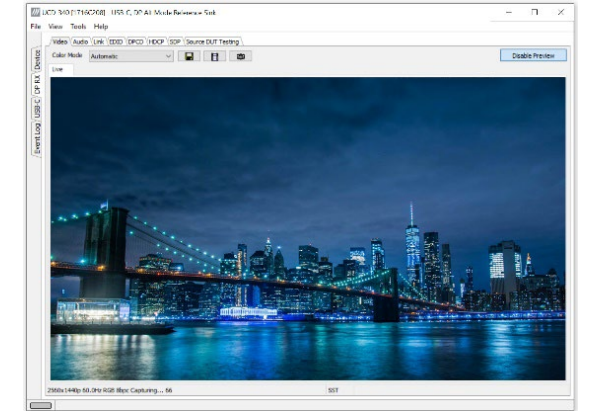 UCD-340 [1716C208] - USB-C, DP Alt Mode Reference Sink
File View Tools Help
Video Audio Link EDID DPCD HDCP SDP Source DUT Testing
Color Mode Automatic Disable Preview
Live
Device
DP RX
USB-C
Event Log
2560x1440p 60.0Hz RGB 8bpc Capturing... 66 SST